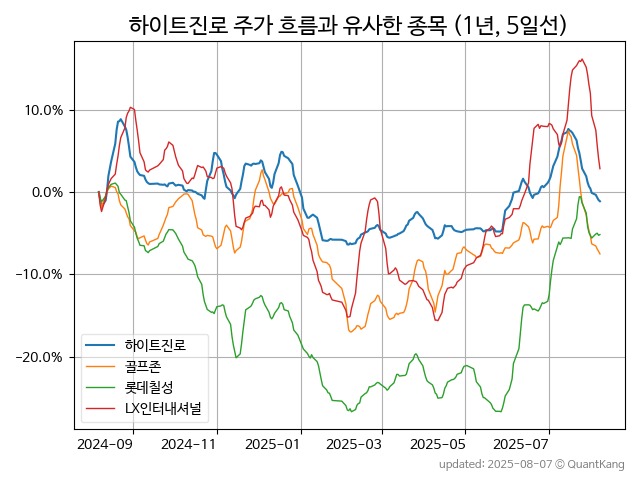 하이트진로 주가 흐름과 유사한 종목 (1년, 5일선)
10.0%
0.0%
−10.0%
−20.0%
하이트진로
골프존
롯데칠성
LX인터내셔널
2024-09 2024-11 2025-01 2025-03 2025-05 2025-07
updated: 2025-08-07 © QuantKang